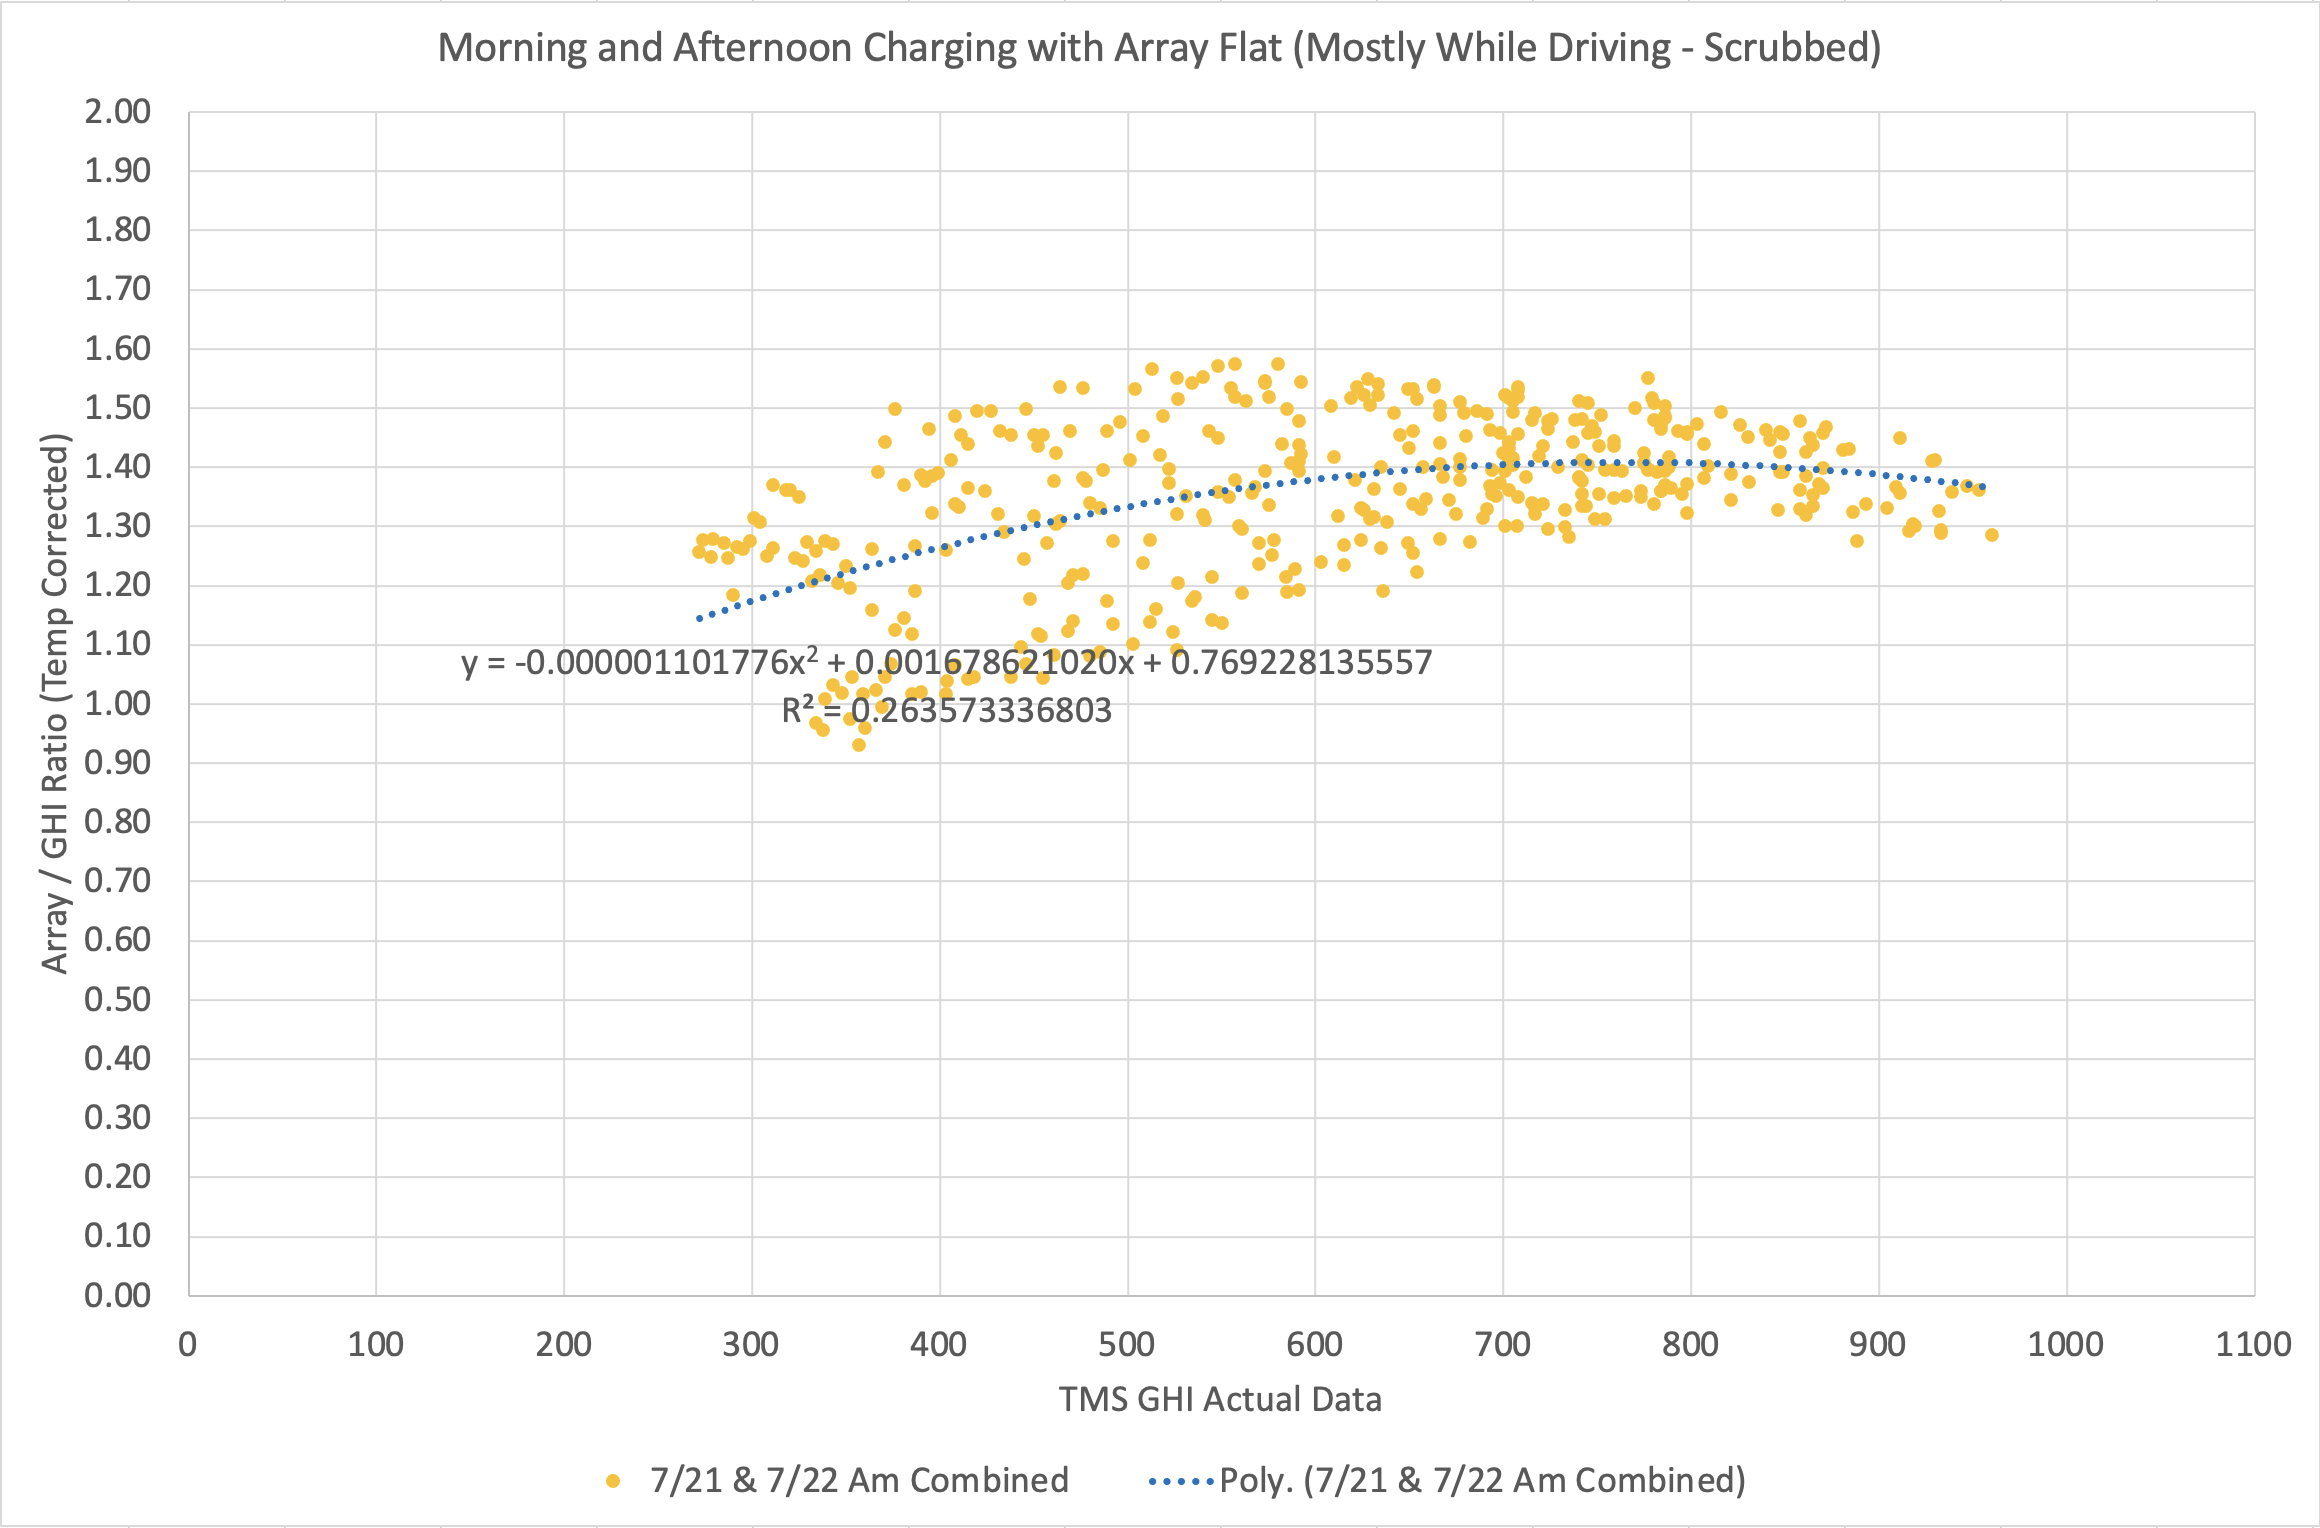 Morning and Afternoon Charging with Array Flat (Mostly While Driving - Scrubbed)
2.00
1.90
1.80
1.70
1.60
1.50
1.40
1.30
1.20
1.10
1.00
0.90
0.80
0.70
0.60
0.50
0.40
0.30
0.20
0.10
0.00
Array / GHI Ratio (Temp Corrected)
y = -0.000001101776x² + 0.001678621020x + 0.769228135557
R² = 0.263573336803
0 100 200 300 400 500 600 700 800 900 1000 1100
TMS GHI Actual Data
7/21 & 7/22 Am Combined
Poly. (7/21 & 7/22 Am Combined)